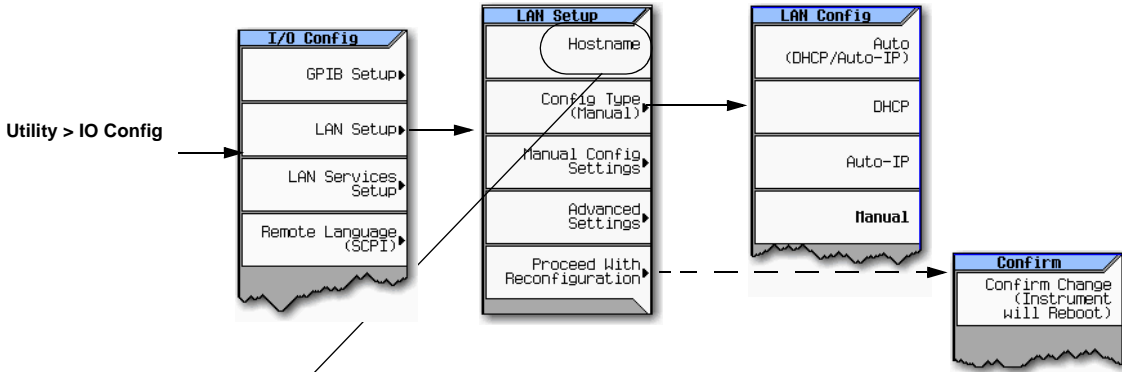 Utility > IO Config
I/O Config
GPIB Setup
LAN Setup
LAN Services
Setup
Remote Language
(SCPI)
LAN Setup
Hostname
Config Type
(Manual)
Manual Config
Settings
Advanced
Settings
Proceed With
Reconfiguration
LAN Config
Auto
(DHCP/Auto-IP)
DHCP
Auto-IP
Manual
Confirm
Confirm Change
(Instrument
will Reboot)